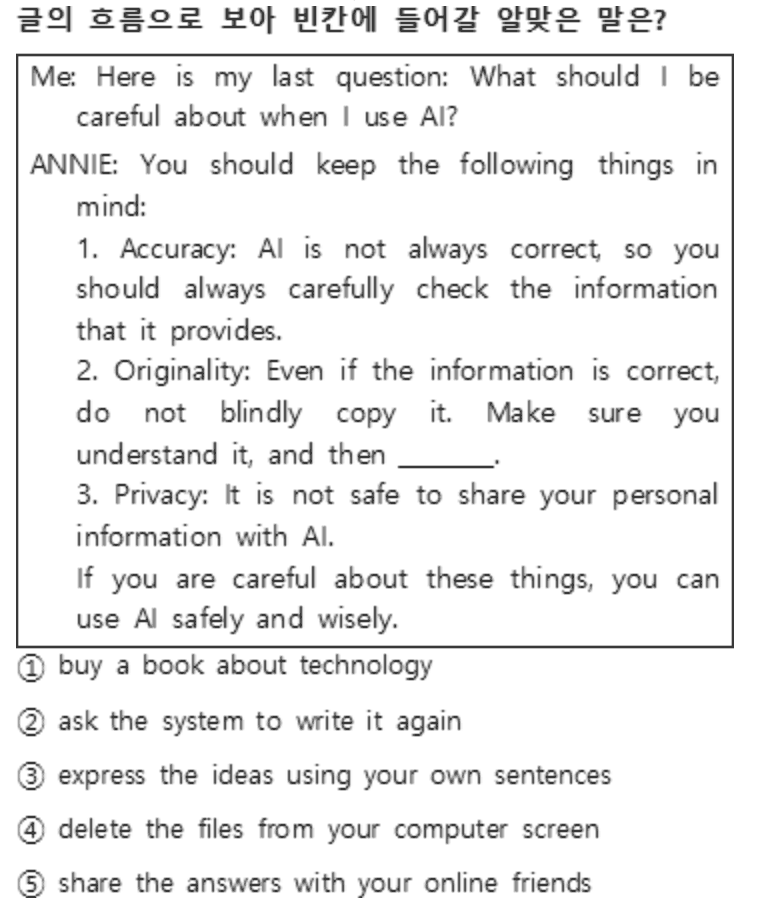 글의 흐름으로 보아 빈칸에 들어갈 알맞은 말은?
Me: Here is my last question: What should I be
careful about when I use AI?
ANNIE: You should keep the following things in
mind:
1. Accuracy: AI is not always correct, so you
should always carefully check the information
that it provides.
2. Originality: Even if the information is correct,
do not blindly copy it. Make sure you
understand it, and then _______.
3. Privacy: It is not safe to share your personal
information with AI.
If you are careful about these things, you can
use AI safely and wisely.
① buy a book about technology
② ask the system to write it again
③ express the ideas using your own sentences
④ delete the files from your computer screen
⑤ share the answers with your online friends